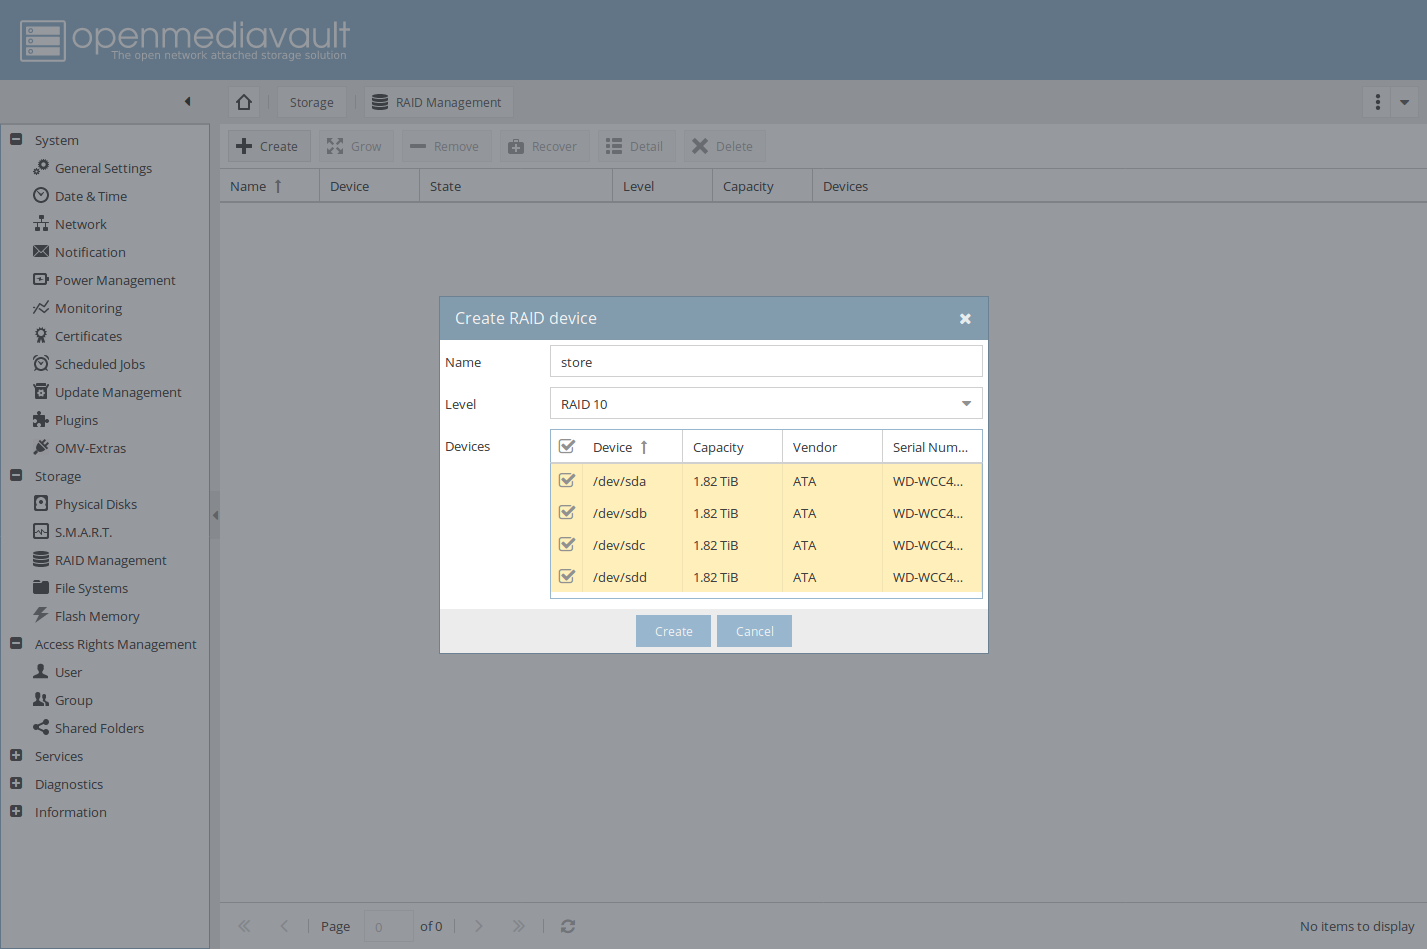 openmediavault
The open network attached storage solution
Storage
RAID Management
System
General Settings
Date & Time
Network
Notification
Power Management
Monitoring
Certificates
Scheduled Jobs
Update Management
Plugins
OMV-Extras
Storage
Physical Disks
S.M.A.R.T.
RAID Management
File Systems
Flash Memory
Access Rights Management
User
Group
Shared Folders
Services
Diagnostics
Information
Create Grow Remove Recover Detail Delete
Name Device State Level Capacity Devices
Create RAID device
Name store
Level RAID 10
Devices
Device Capacity Vendor Serial Num...
/dev/sda 1.82 TiB ATA WD-WCC4...
/dev/sdb 1.82 TiB ATA WD-WCC4...
/dev/sdc 1.82 TiB ATA WD-WCC4...
/dev/sdd 1.82 TiB ATA WD-WCC4...
Create Cancel
Page 0 of 0
No items to display